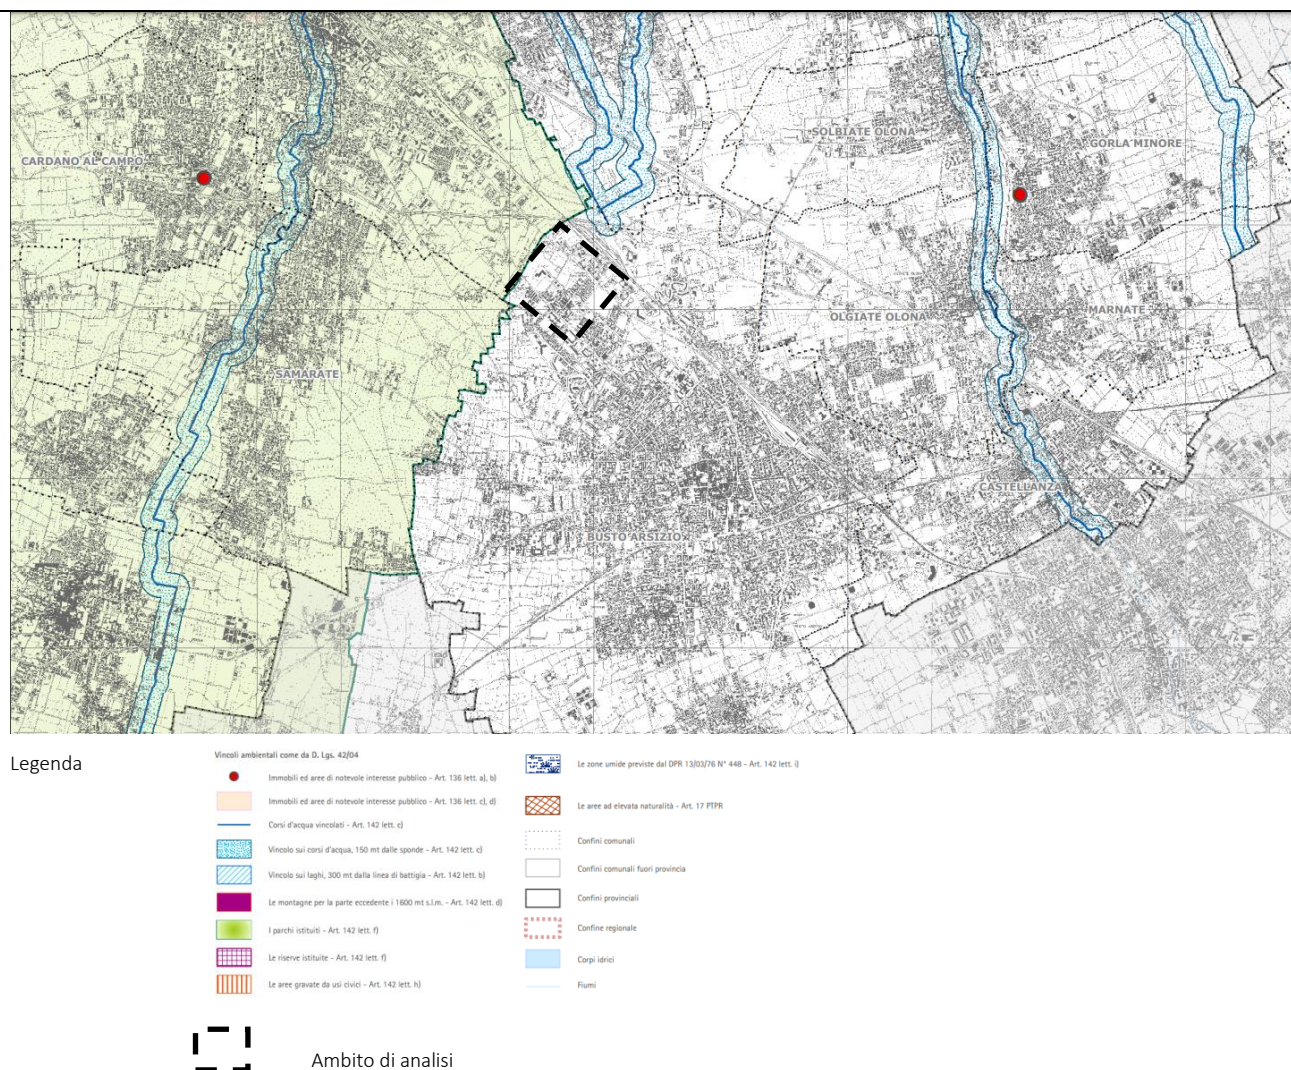 SOLBIATE OLONA
GORLA MINORE
CARDANO AL CAMPO
OLGIATE OLONA
MARNATE
SAMARATE
CASTELLANZA
BUSTO ARSIZIO
Legenda
Vincoli ambientali come da D. Lgs. 42/04
Immobili ed aree di notevole interesse pubblico - Art. 136 lett. a), b)
Immobili ed aree di notevole interesse pubblico - Art. 136 lett. c), d)
Corsi d'acqua vincolati - Art. 142 lett. c)
Vincolo sui corsi d'acqua, 150 mt dalle sponde - Art. 142 lett. c)
Vincolo sui laghi, 300 mt dalla linea di battigia - Art. 142 lett. b)
Le montagne per la parte eccedente i 1600 mt s.l.m. - Art. 142 lett. d)
I parchi istituiti - Art. 142 lett. f)
Le riserve istituite - Art. 142 lett. f)
Le aree gravate da usi civici - Art. 142 lett. h)
Le zone umide previste dal DPR 13/03/76 N° 448 - Art. 142 lett. i)
Le aree ad elevata naturalità - Art. 17 PTPR
Confini comunali
Confini comunali fuori provincia
Confini provinciali
Confine regionale
Corpi idrici
Fiumi
Ambito di analisi